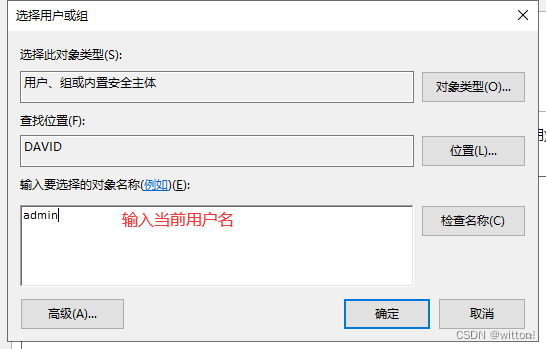 选择用户或组
选择此对象类型(S):
用户、组或内置安全主体
对象类型(O)...
查找位置(F):
DAVID
位置(L)...
输入要选择的对象名称(例如)(E):
admin
输入当前用户名
检查名称(C)
高级(A)...
确定
取消